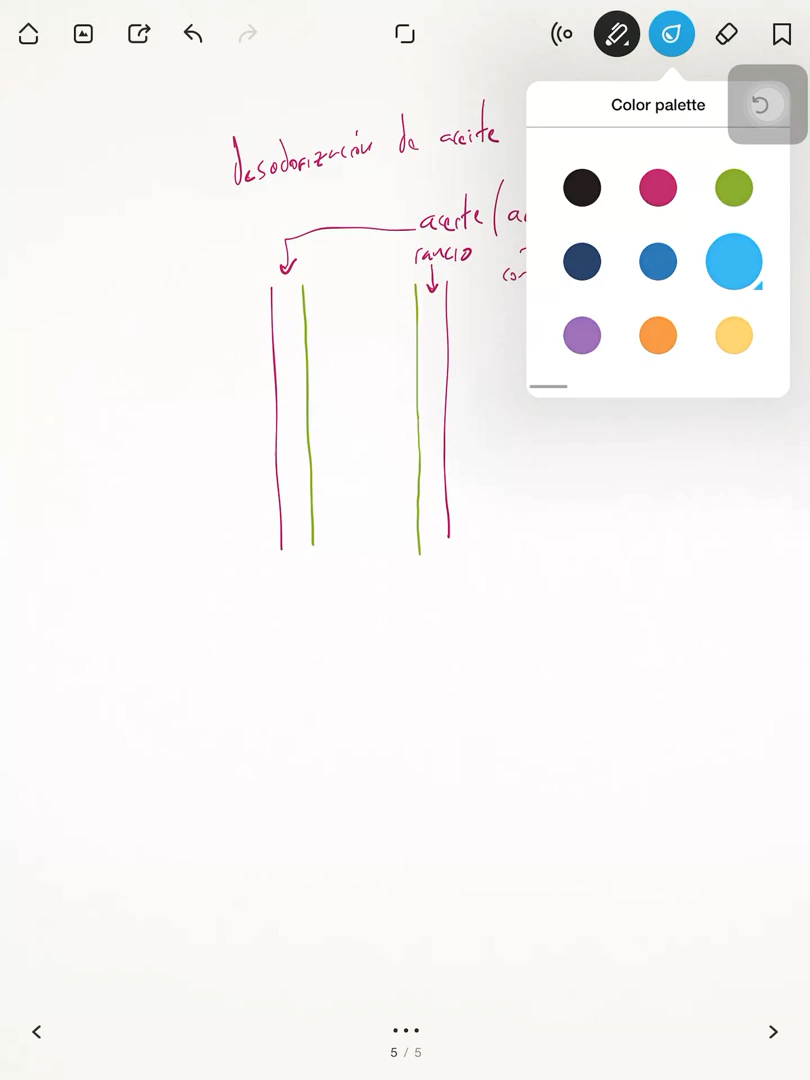 Color palette
desodorización de aceite
aceite (a
rancio
5 / 5